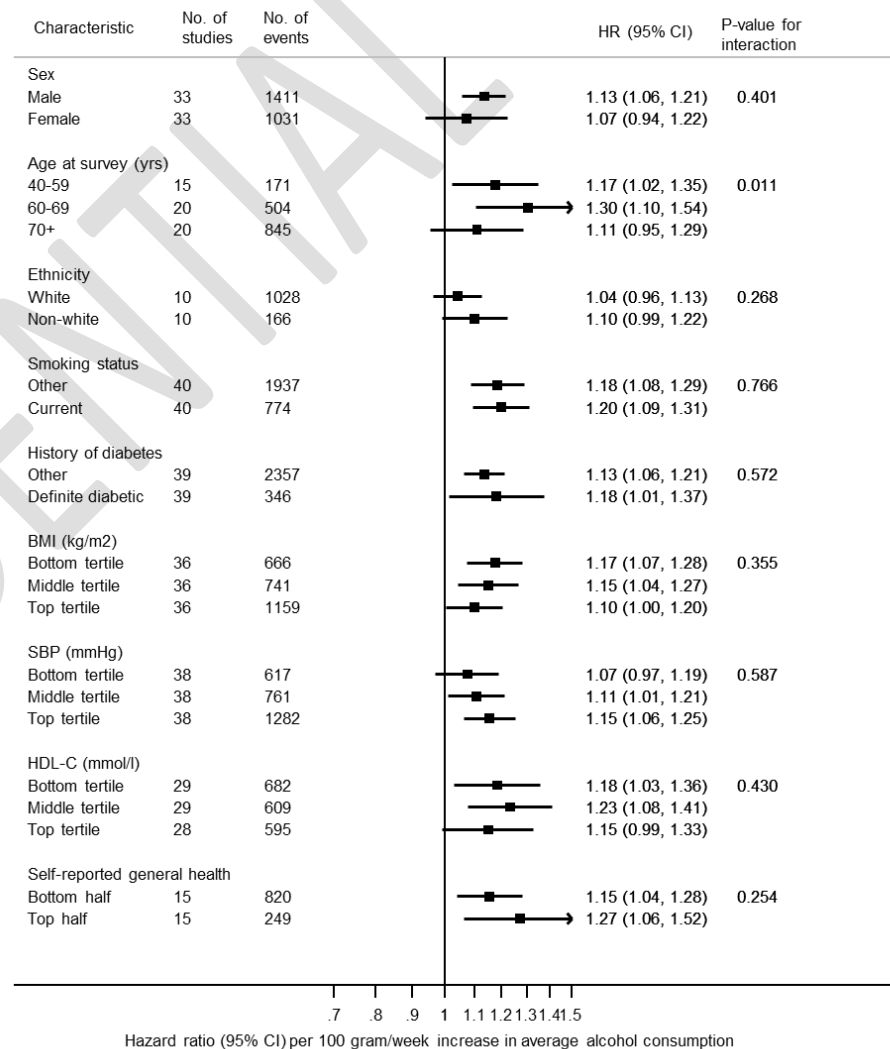 Characteristic No. of studies No. of events HR (95% CI) P-value for interaction
Sex
Male 33 1411 1.13 (1.06, 1.21) 0.401
Female 33 1031 1.07 (0.94, 1.22)
Age at survey (yrs)
40-59 15 171 1.17 (1.02, 1.35) 0.011
60-69 20 504 1.30 (1.10, 1.54)
70+ 20 845 1.11 (0.95, 1.29)
Ethnicity
White 10 1028 1.04 (0.96, 1.13) 0.268
Non-white 10 166 1.10 (0.99, 1.22)
Smoking status
Other 40 1937 1.18 (1.08, 1.29) 0.766
Current 40 774 1.20 (1.09, 1.31)
History of diabetes
Other 39 2357 1.13 (1.06, 1.21) 0.572
Definite diabetic 39 346 1.18 (1.01, 1.37)
BMI (kg/m2)
Bottom tertile 36 666 1.17 (1.07, 1.28) 0.355
Middle tertile 36 741 1.15 (1.04, 1.27)
Top tertile 36 1159 1.10 (1.00, 1.20)
SBP (mmHg)
Bottom tertile 38 617 1.07 (0.97, 1.19) 0.587
Middle tertile 38 761 1.11 (1.01, 1.21)
Top tertile 38 1282 1.15 (1.06, 1.25)
HDL-C (mmol/l)
Bottom tertile 29 682 1.18 (1.03, 1.36) 0.430
Middle tertile 29 609 1.23 (1.08, 1.41)
Top tertile 28 595 1.15 (0.99, 1.33)
Self-reported general health
Bottom half 15 820 1.15 (1.04, 1.28) 0.254
Top half 15 249 1.27 (1.06, 1.52)
.7 .8 .9 1 1.1 1.2 1.3 1.4 1.5
Hazard ratio (95% CI) per 100 gram/week increase in average alcohol consumption
DENTIAL